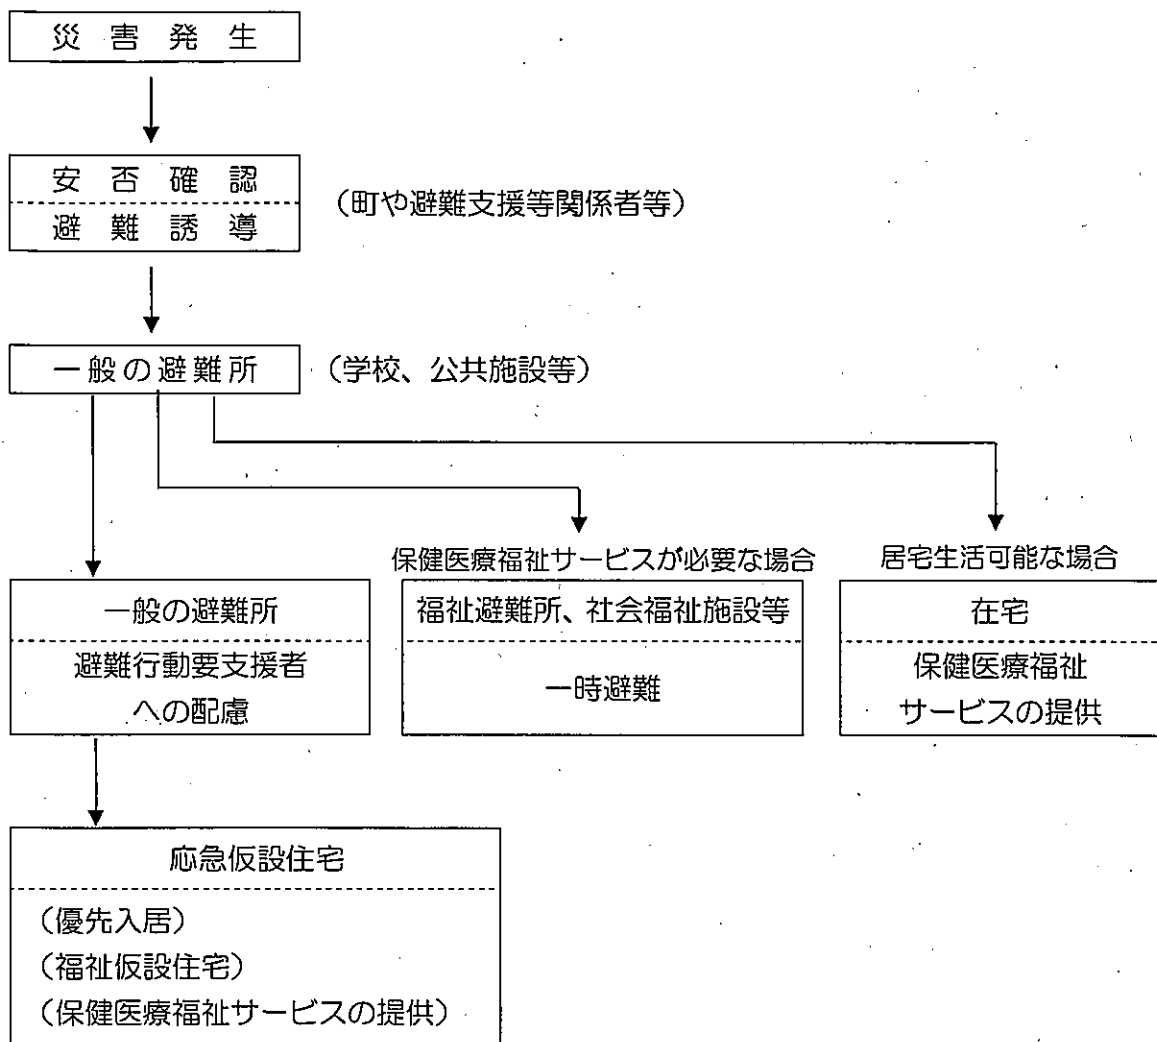 災害発生
安否確認
避難誘導
（町や避難支援等関係者等）
一般の避難所
（学校、公共施設等）
保健医療福祉サービスが必要な場合
居宅生活可能な場合
一般の避難所
避難行動要支援者
への配慮
福祉避難所、社会福祉施設等
一時避難
在宅
保健医療福祉
サービスの提供
応急仮設住宅
（優先入居）
（福祉仮設住宅）
（保健医療福祉サービスの提供）